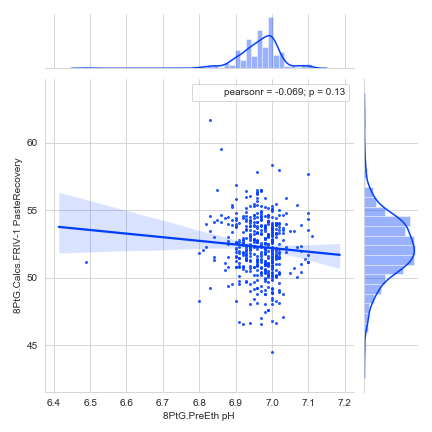 pearsonr = -0.069; p = 0.13
60
55
50
45
8PtG.Calcs.FRIV-1 PasteRecovery
6.4 6.5 6.6 6.7 6.8 6.9 7.0 7.1 7.2
8PtG.PreEth pH